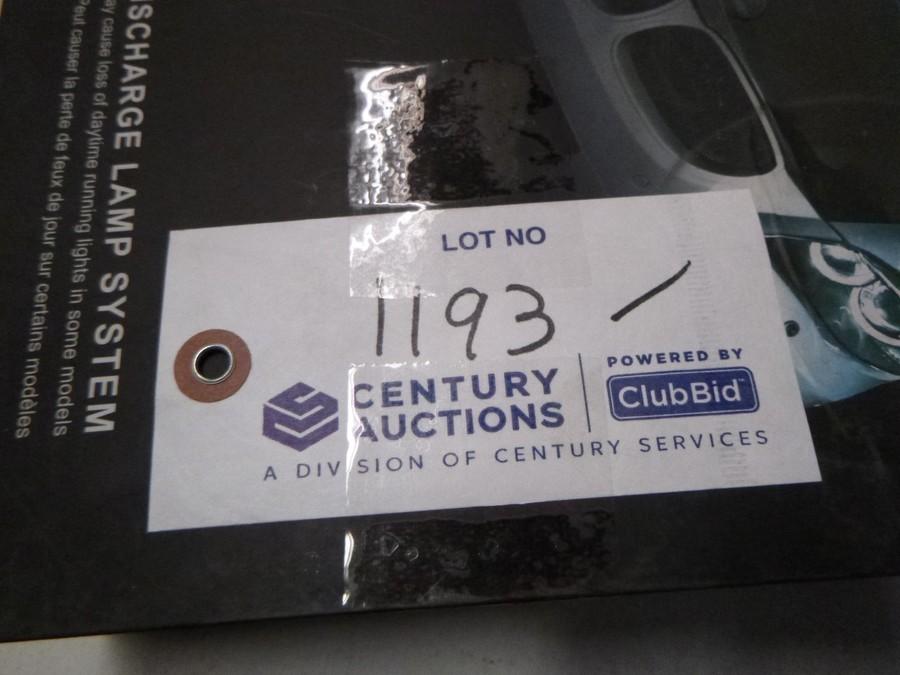 ISCHARGE LAMP SYSTEM
ay cause loss of daytime running lights in some models
Peut causer la perte de feux de jour sur certains modèles
LOT NO
1193 /
CENTURY
AUCTIONS
POWERED BY
ClubBid
A DIVISION OF CENTURY SERVICES